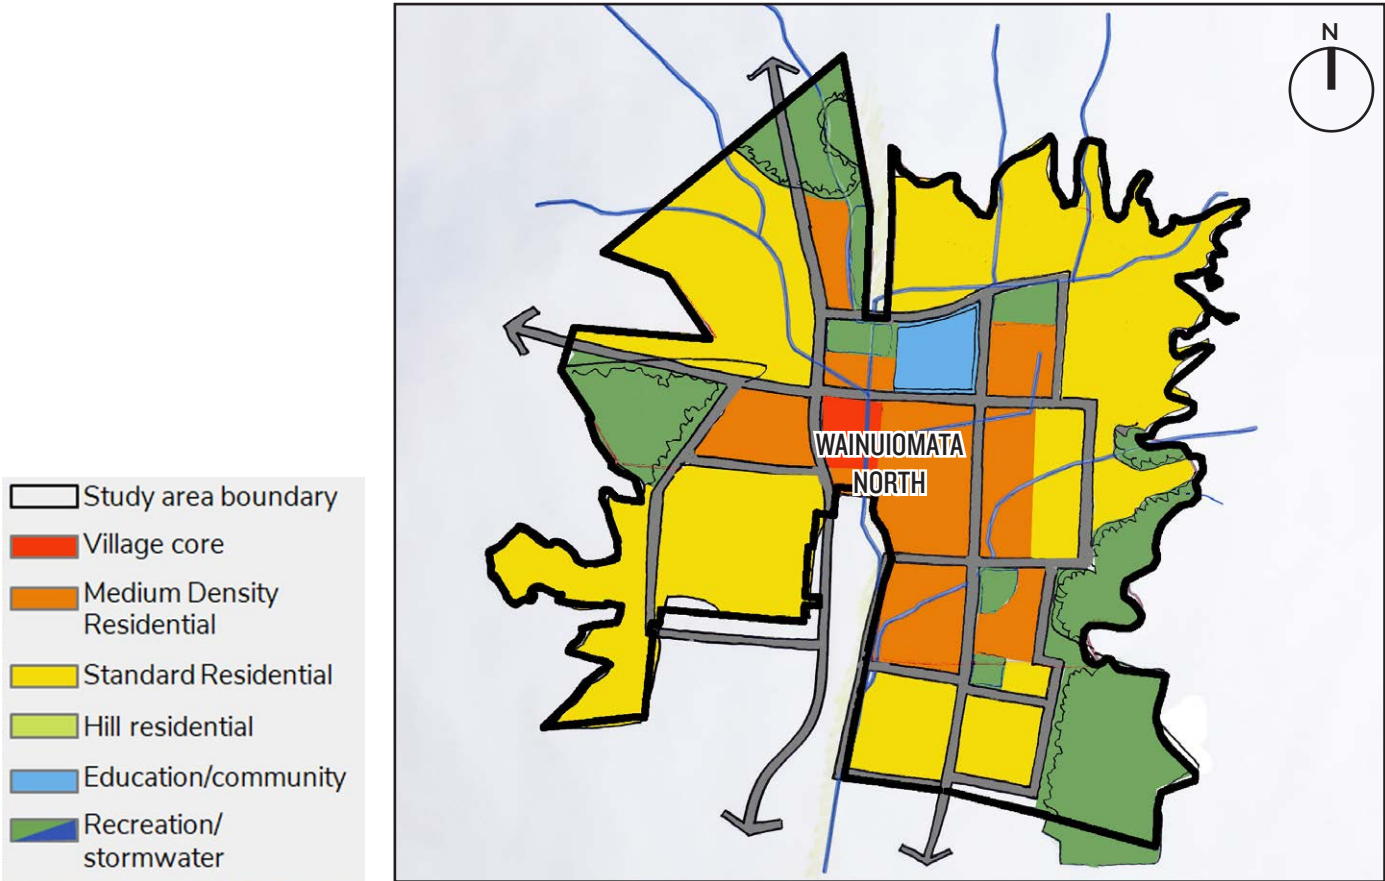 N
WAINUIOMATA
NORTH
Study area boundary
Village core
Medium Density
Residential
Standard Residential
Hill residential
Education/community
Recreation/
stormwater